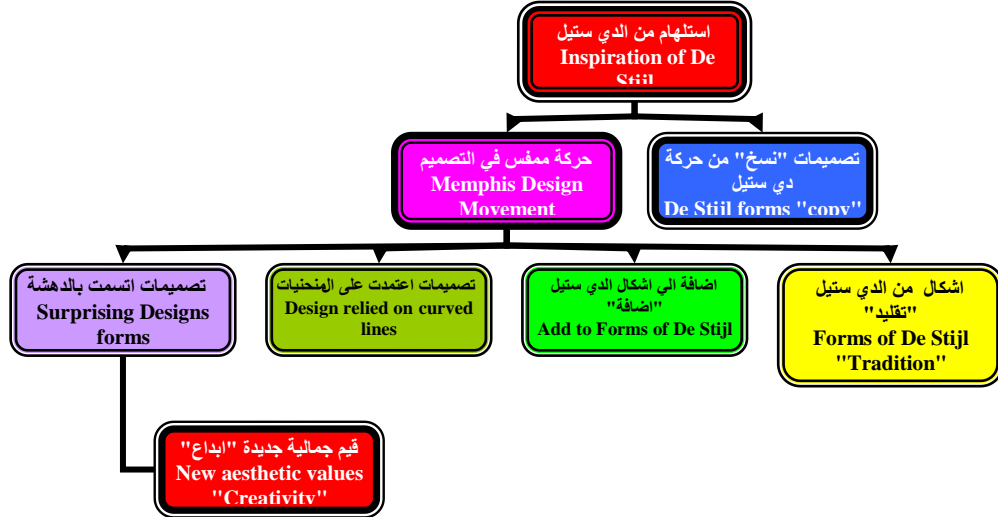 استلهام من الدي ستيل
Inspiration of De
Stijl
حركة ممفس في التصميم
Memphis Design
Movement
تصميمات "نسخ" من حركة
دي ستيل
De Stijl forms "copy"
تصميمات اتسمت بالدهشة
Surprising Designs
forms
تصميمات اعتمدت على المنحنيات
Design relied on curved
lines
اضافة الي اشكال الدي ستيل
"اضافة"
Add to Forms of De Stijl
اشكال من الدي ستيل
"تقليد"
Forms of De Stijl
"Tradition"
قيم جمالية جديدة "ابداع"
New aesthetic values
"Creativity"